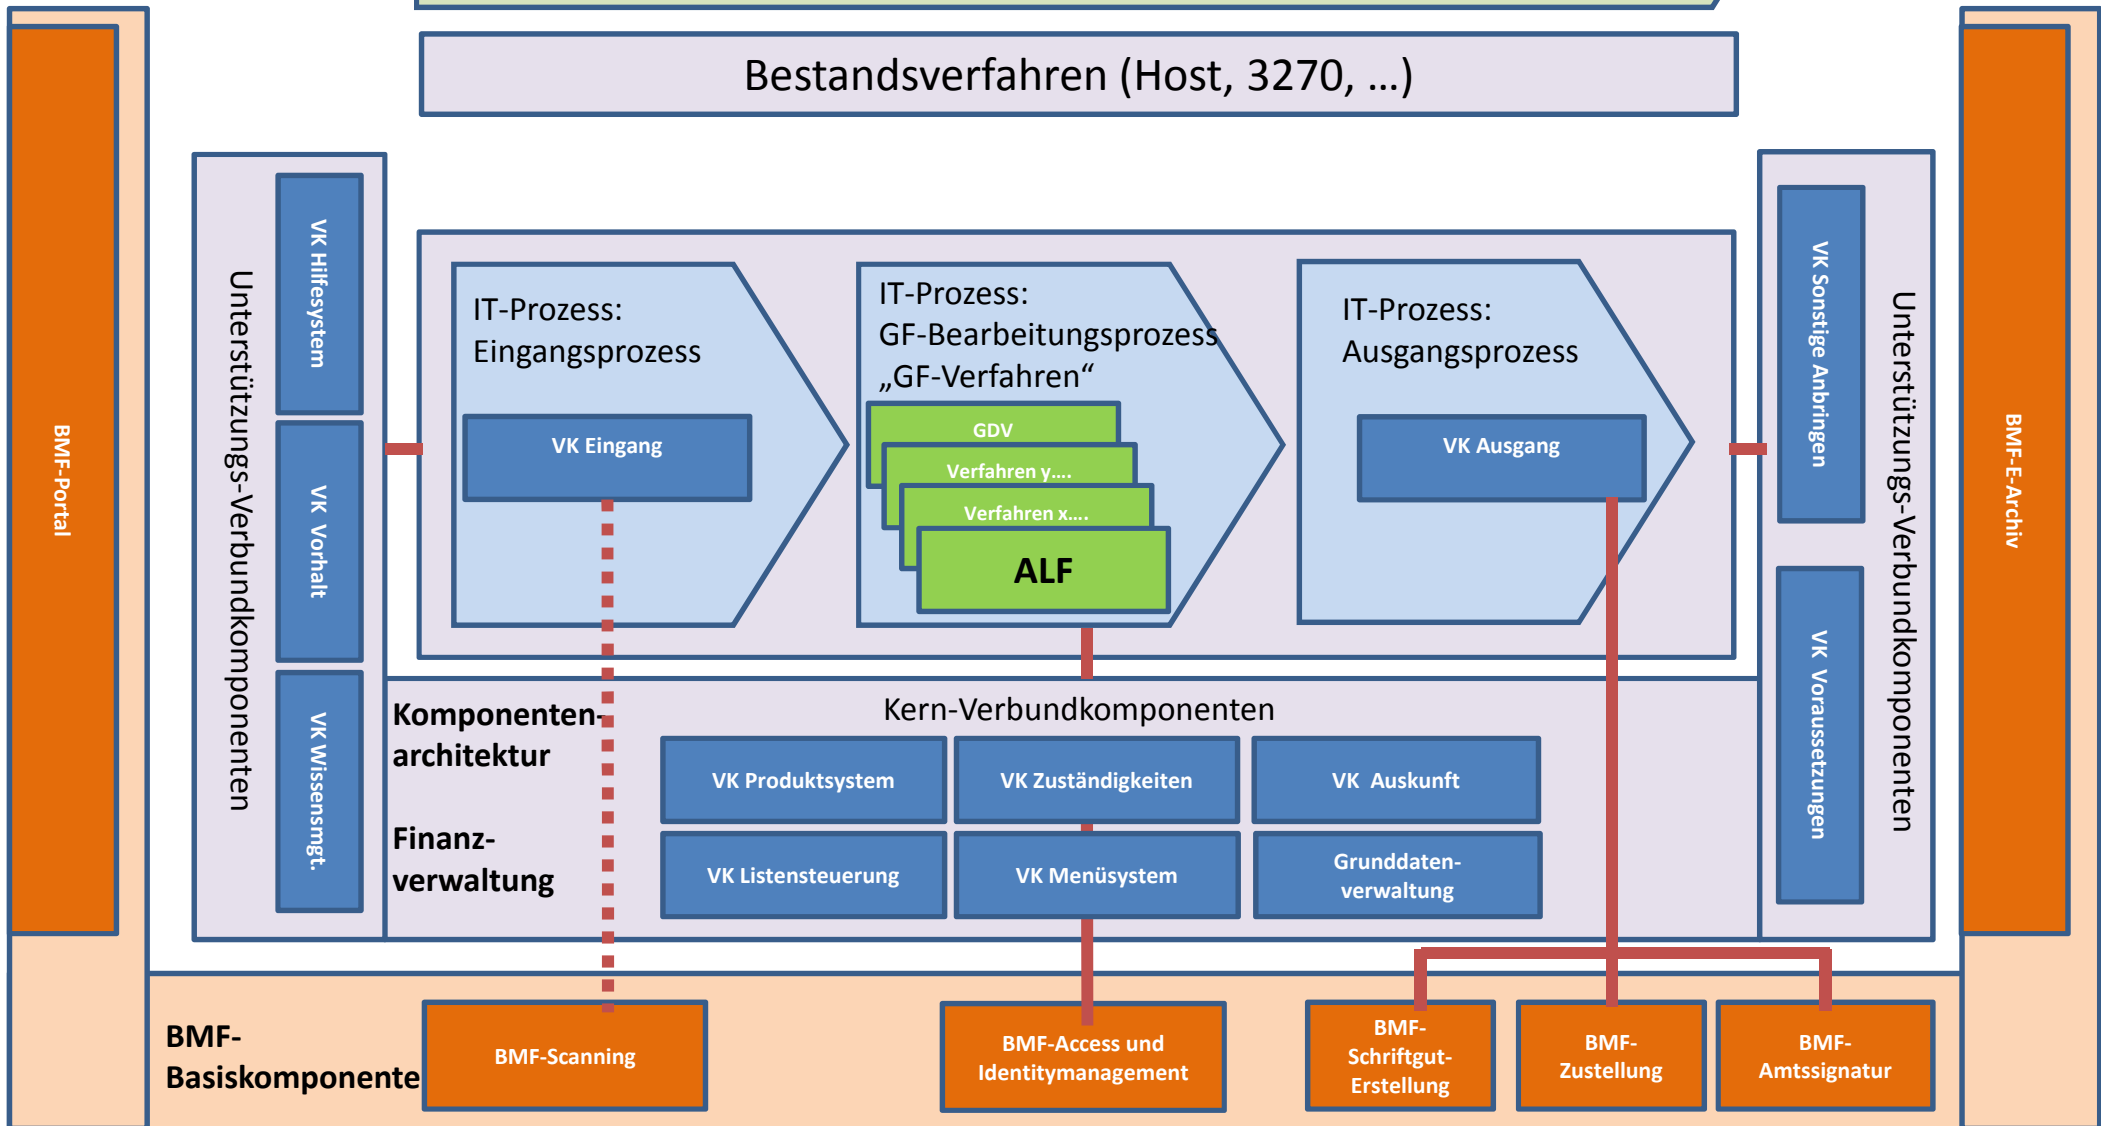 Bestandsverfahren (Host, 3270, …)
BMF-Portal
Unterstützungs-Verbundkomponenten
VK Hilfesystem
VK Vorhalt
VK Wissensmgt.
IT-Prozess:
Eingangsprozess
VK Eingang
IT-Prozess:
GF-Bearbeitungsprozess
„GF-Verfahren“
GDV
Verfahren y….
Verfahren x….
ALF
IT-Prozess:
Ausgangsprozess
VK Ausgang
VK Sonstige Anbringen
VK Voraussetzungen
Unterstützungs-Verbundkomponenten
BMF-E-Archiv
Komponenten-
architektur
Finanz-
verwaltung
Kern-Verbundkomponenten
VK Produktsystem
VK Zuständigkeiten
VK Auskunft
VK Listensteuerung
VK Menüsystem
Grunddaten-
verwaltung
BMF-
Basiskomponente
BMF-Scanning
BMF-Access und
Identitymanagement
BMF-
Schriftgut-
Erstellung
BMF-
Zustellung
BMF-
Amtssignatur